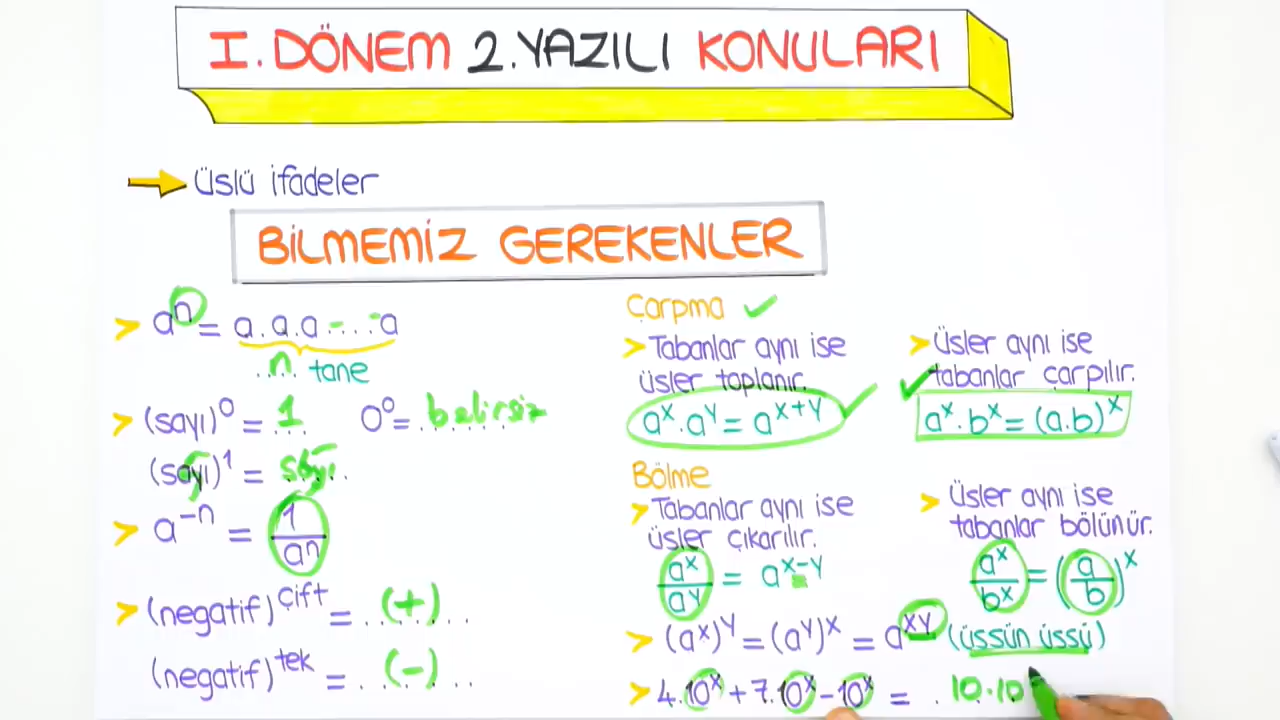 I. DÖNEM 2. YAZILI KONULARI
üslü ifadeler
BİLMEMİZ GEREKENLER
aⁿ = a.a.a-...-a
..n. tane
(sayı)⁰ = 1 0⁰ = belirsiz
(sayı)¹ = sayı
a⁻ⁿ = 1/aⁿ
(negatif)^çift = (+)
(negatif)^tek = (-)
Çarpma
Tabanlar aynı ise
üsler toplanır.
aˣ.aʸ = aˣ⁺ʸ
Üsler aynı ise
tabanlar çarpılır.
aˣ.bˣ = (a.b)ˣ
Bölme
Tabanlar aynı ise
üsler çıkarılır.
aˣ/aʸ = aˣ⁻ʸ
Üsler aynı ise
tabanlar bölünür.
aˣ/bˣ = (a/b)ˣ
(aˣ)ʸ = (aʸ)ˣ = aˣʸ (üssün üssü)
4.10ˣ + 7.10ˣ - 10ˣ = 10.10